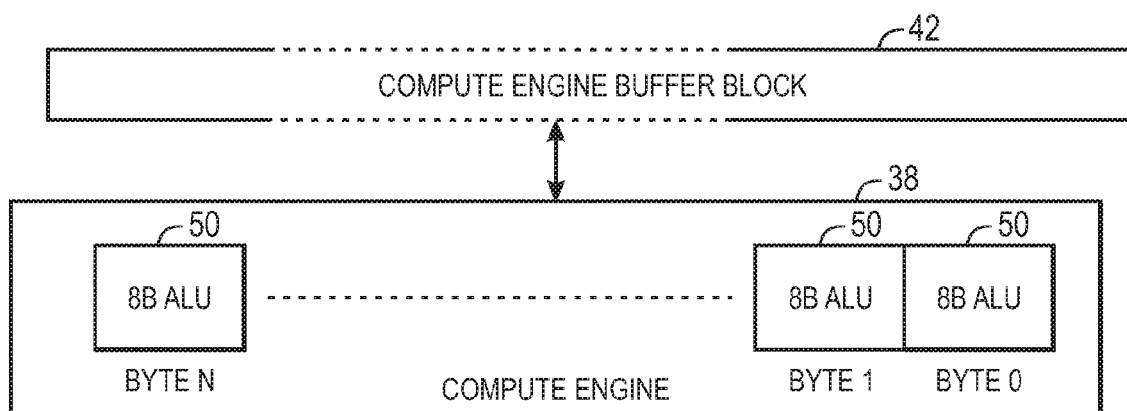 42
COMPUTE ENGINE BUFFER BLOCK
38
50 50 50
8B ALU 8B ALU 8B ALU
BYTE N BYTE 1 BYTE 0
COMPUTE ENGINE